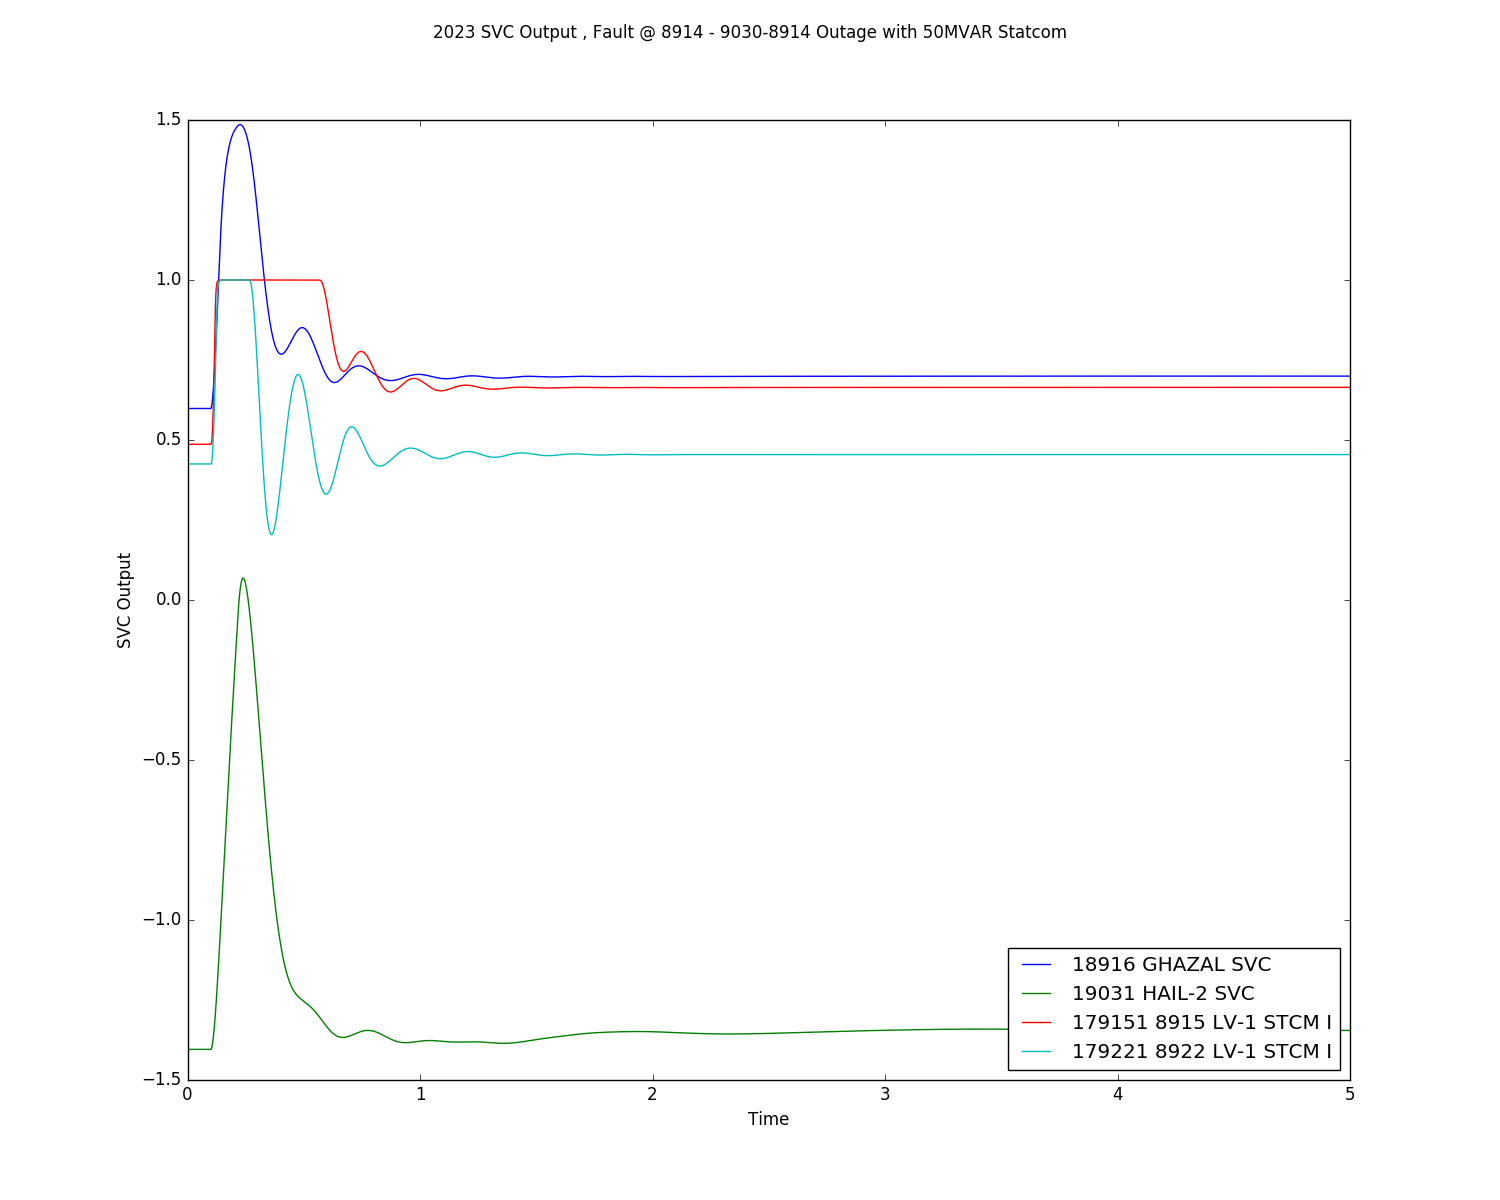 2023 SVC Output , Fault @ 8914 - 9030-8914 Outage with 50MVAR Statcom
1.5
1.0
0.5
0.0
−0.5
−1.0
−1.5
SVC Output
18916 GHAZAL SVC
19031 HAIL-2 SVC
179151 8915 LV-1 STCM I
179221 8922 LV-1 STCM I
0 1 2 3 4 5
Time